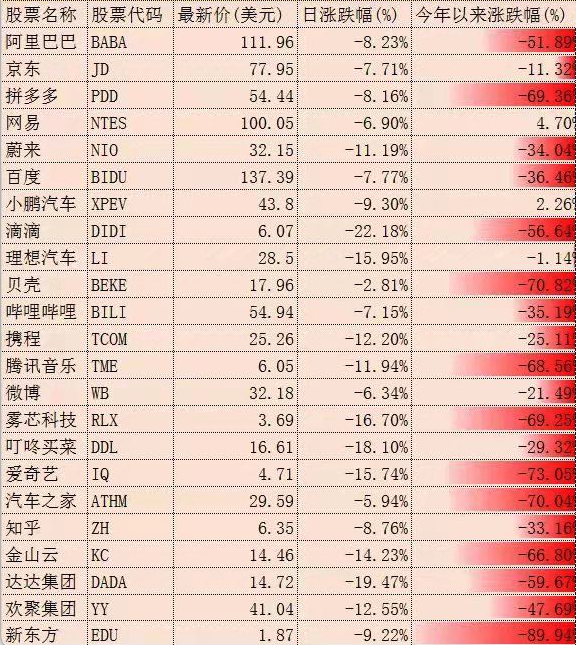 股票名称 股票代码 最新价(美元) 日涨跌幅(%) 今年以来涨跌幅(%)
阿里巴巴 BABA 111.96 -8.23% -51.89%
京东 JD 77.95 -7.71% -11.32%
拼多多 PDD 54.44 -8.16% -69.36%
网易 NTES 100.05 -6.90% 4.70%
蔚来 NIO 32.15 -11.19% -34.04%
百度 BIDU 137.39 -7.77% -36.46%
小鹏汽车 XPEV 43.8 -9.30% 2.26%
滴滴 DIDI 6.07 -22.18% -56.64%
理想汽车 LI 28.5 -15.95% -1.14%
贝壳 BEKE 17.96 -2.81% -70.82%
哔哩哔哩 BILI 54.94 -7.15% -35.19%
携程 TCOM 25.26 -12.20% -25.11%
腾讯音乐 TME 6.05 -11.94% -68.56%
微博 WB 32.18 -6.34% -21.49%
雾芯科技 RLX 3.69 -16.70% -69.25%
叮咚买菜 DDL 16.61 -18.10% -29.32%
爱奇艺 IQ 4.71 -15.74% -73.05%
汽车之家 ATHM 29.59 -5.94% -70.04%
知乎 ZH 6.35 -8.76% -33.16%
金山云 KC 14.46 -14.23% -66.80%
达达集团 DADA 14.72 -19.47% -59.67%
欢聚集团 YY 41.04 -12.55% -47.69%
新东方 EDU 1.87 -9.22% -89.94%